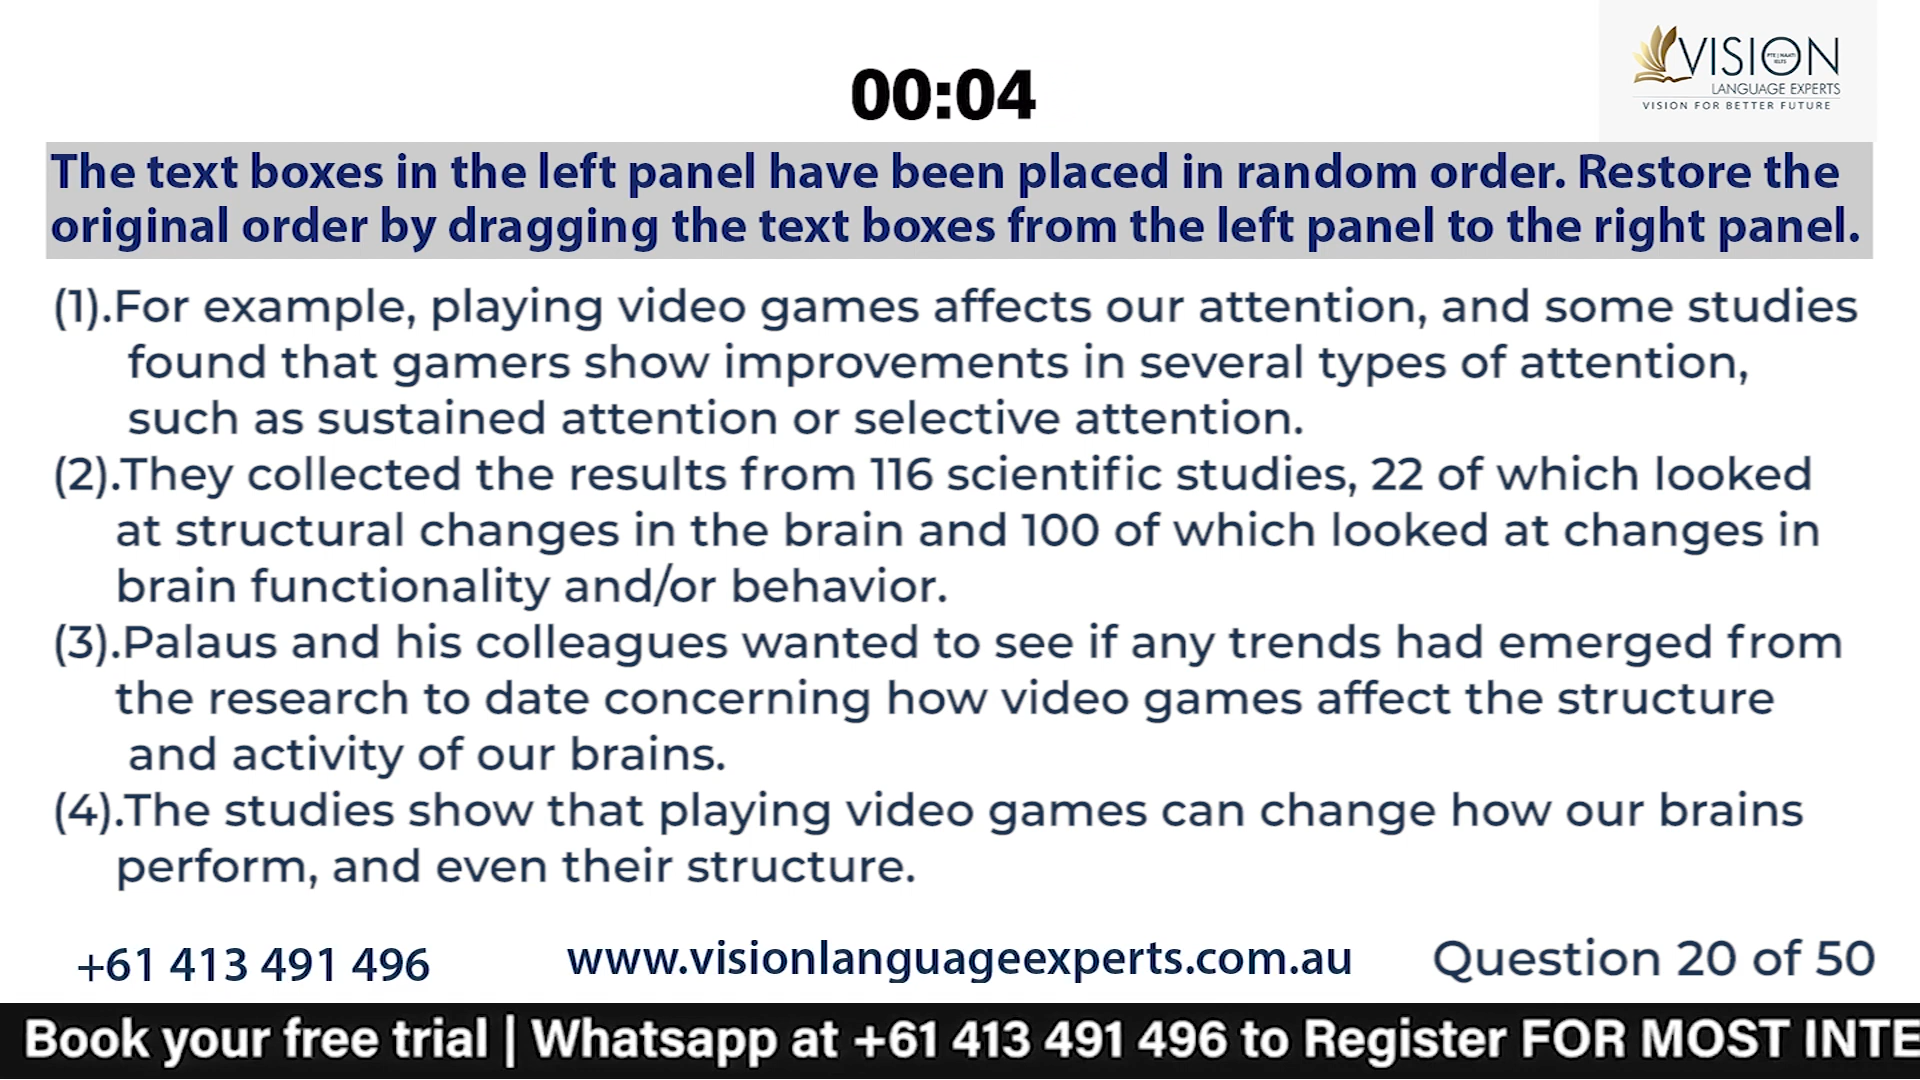 VISION
LANGUAGE EXPERTS
VISION FOR BETTER FUTURE
00:04
The text boxes in the left panel have been placed in random order. Restore the
original order by dragging the text boxes from the left panel to the right panel.
(1).For example, playing video games affects our attention, and some studies
found that gamers show improvements in several types of attention,
such as sustained attention or selective attention.
(2).They collected the results from 116 scientific studies, 22 of which looked
at structural changes in the brain and 100 of which looked at changes in
brain functionality and/or behavior.
(3).Palaus and his colleagues wanted to see if any trends had emerged from
the research to date concerning how video games affect the structure
and activity of our brains.
(4).The studies show that playing video games can change how our brains
perform, and even their structure.
+61 413 491 496
www.visionlanguageexperts.com.au
Question 20 of 50
Book your free trial | Whatsapp at +61 413 491 496 to Register FOR MOST INTE